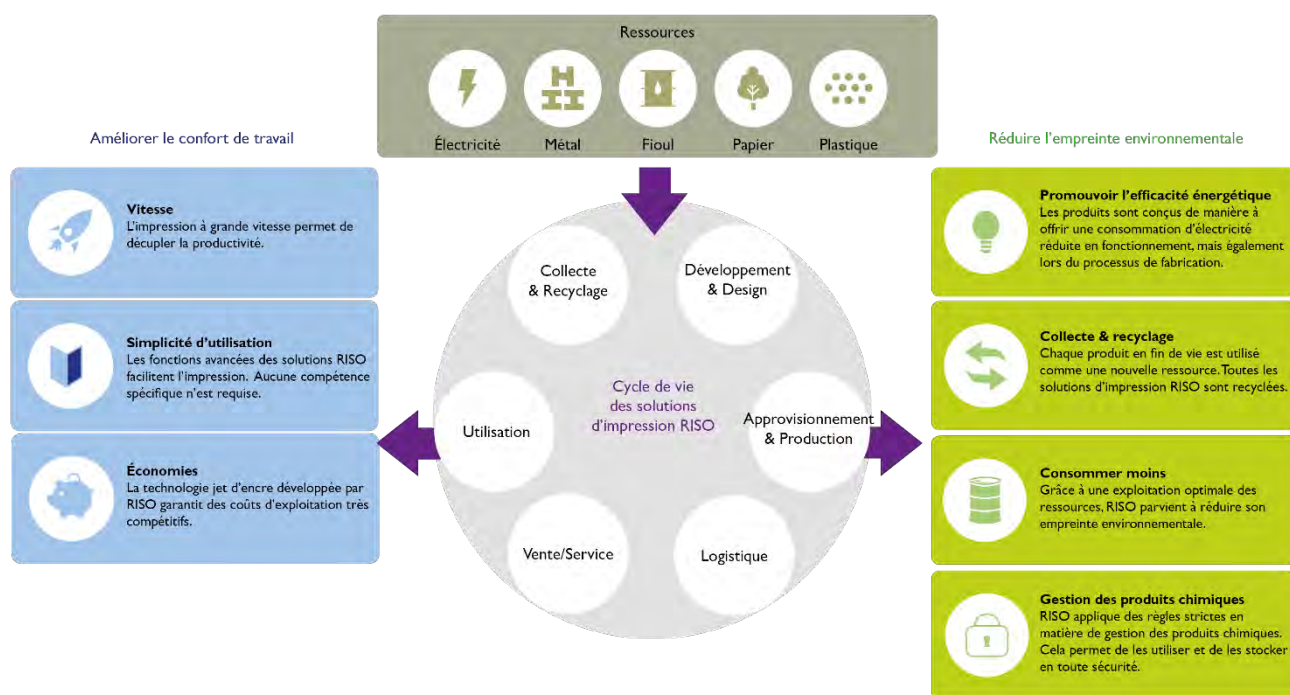 Ressources
Électricité
Métal
Fioul
Papier
Plastique
Améliorer le confort de travail
Vitesse
L'impression à grande vitesse permet de
décupler la productivité.
Simplicité d'utilisation
Les fonctions avancées des solutions RISO
facilitent l'impression. Aucune compétence
spécifique n'est requise.
Économies
La technologie jet d'encre développée par
RISO garantit des coûts d'exploitation très
compétitifs.
Collecte
& Recyclage
Développement
& Design
Utilisation
Cycle de vie
des solutions
d'impression RISO
Approvisionnement
& Production
Vente/Service
Logistique
Réduire l'empreinte environnementale
Promouvoir l'efficacité énergétique
Les produits sont conçus de manière à
offrir une consommation d'électricité
réduite en fonctionnement, mais également
lors du processus de fabrication.
Collecte & recyclage
Chaque produit en fin de vie est utilisé
comme une nouvelle ressource. Toutes les
solutions d'impression RISO sont recyclées.
Consommer moins
Grâce à une exploitation optimale des
ressources, RISO parvient à réduire son
empreinte environnementale.
Gestion des produits chimiques
RISO applique des règles strictes en
matière de gestion des produits chimiques.
Cela permet de les utiliser et de les stocker
en toute sécurité.